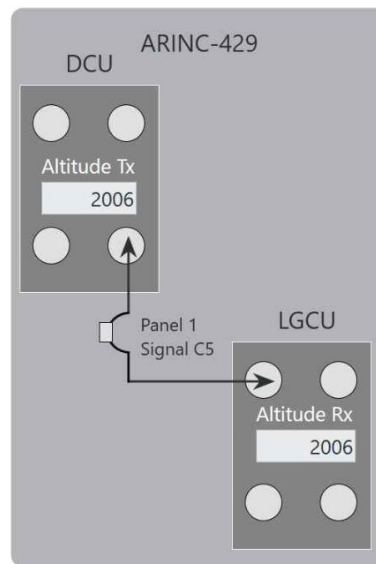 ARINC-429
DCU
Altitude Tx
2006
Panel 1
Signal C5
LGCU
Altitude Rx
2006